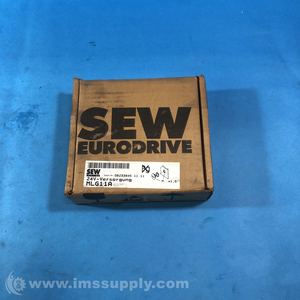 SEW
EURODRIVE
SEW
24V-Versorgung
MLG11A
www.imssupply.com